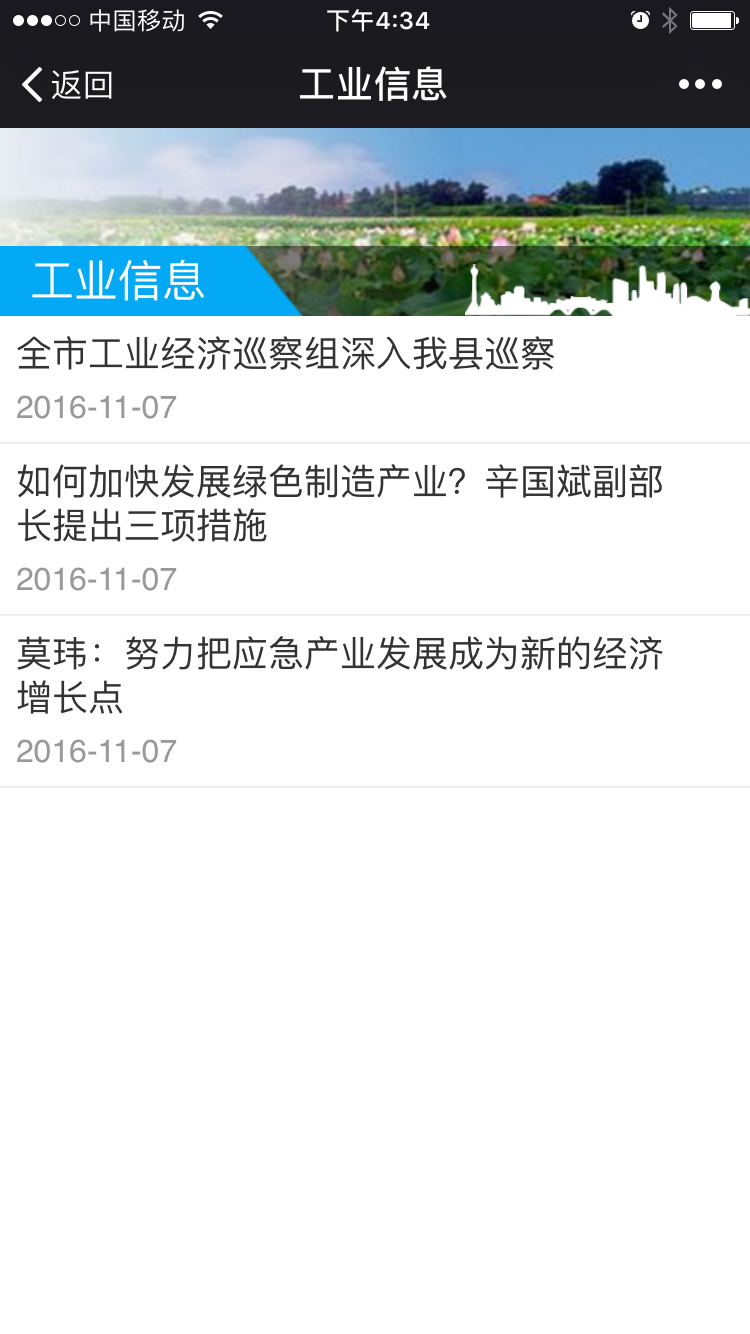 中国移动
下午4:34
返回
工业信息
工业信息
全市工业经济巡察组深入我县巡察
2016-11-07
如何加快发展绿色制造产业？辛国斌副部
长提出三项措施
2016-11-07
莫玮：努力把应急产业发展成为新的经济
增长点
2016-11-07